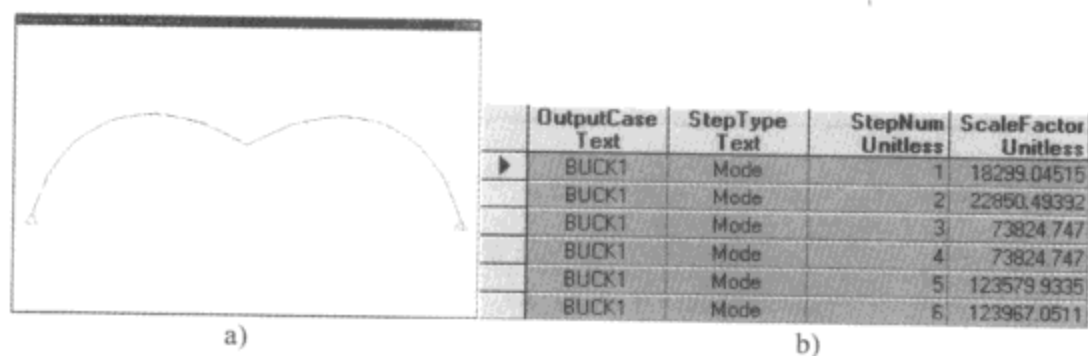 OutputCase StepType StepNum ScaleFactor
Text Text Unitless Unitless
BUCK1 Mode 1 18299.04515
BUCK1 Mode 2 22850.49392
BUCK1 Mode 3 73824.747
BUCK1 Mode 4 73824.747
BUCK1 Mode 5 123579.9335
BUCK1 Mode 6 123967.0511
a) b)